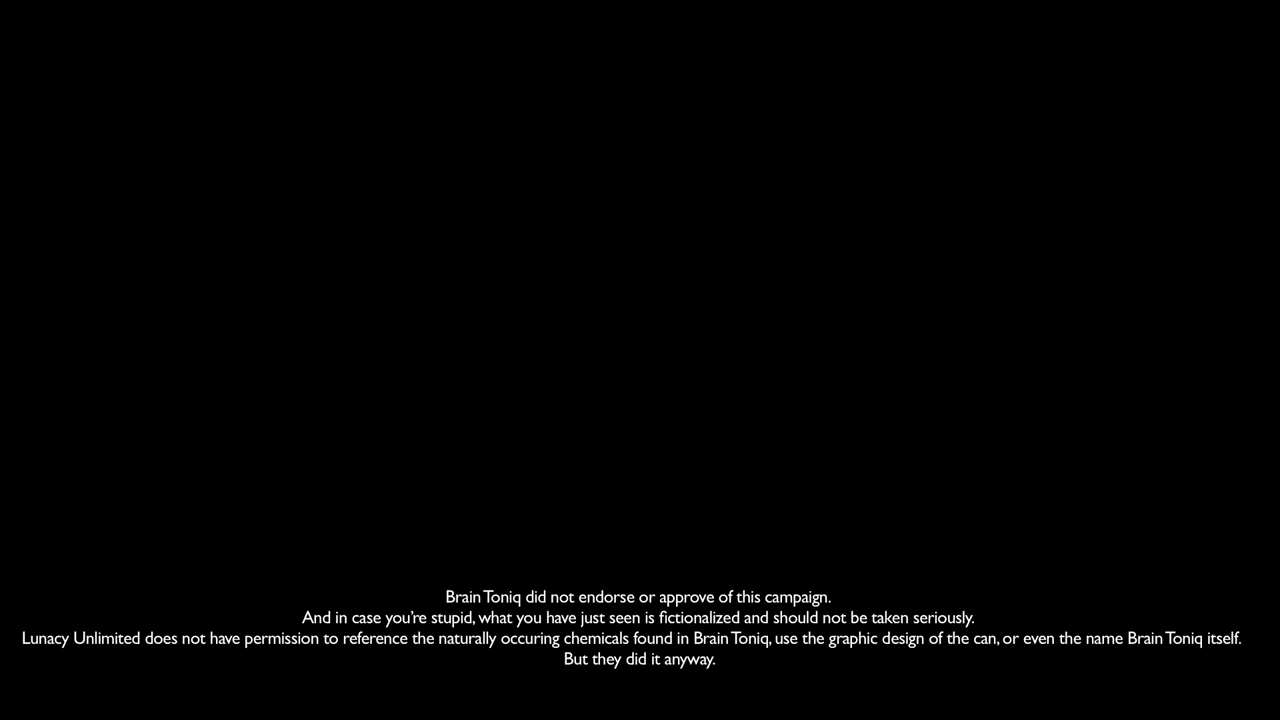 Brain Toniq did not endorse or approve of this campaign.
And in case you're stupid, what you have just seen is fictionalized and should not be taken seriously.
Lunacy Unlimited does not have permission to reference the naturally occuring chemicals found in Brain Toniq, use the graphic design of the can, or even the name Brain Toniq itself.
But they did it anyway.